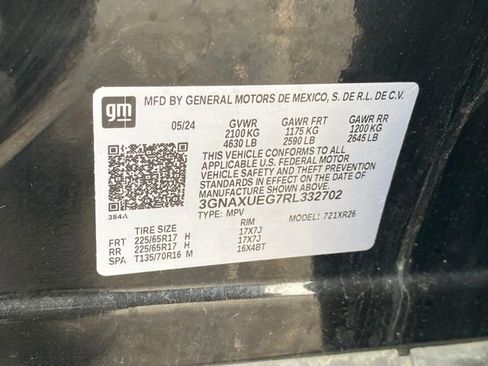 gm
MFD BY GENERAL MOTORS DE MEXICO, S. DE R.L. DE C.V.
05/24 GVWR GAWR FRT GAWR RR
2100 KG 1175 KG 1200 KG
4630 LB 2590 LB 2645 LB
THIS VEHICLE CONFORMS TO ALL
APPLICABLE U.S. FEDERAL MOTOR
VEHICLE SAFETY AND THEFT PREVENTION
STANDARDS IN EFFECT ON THE DATE
OF MANUFACTURE SHOWN ABOVE.
3GNAXUEG7RL332702
TYPE: MPV MODEL: 721XR26
384A
TIRE SIZE RIM
FRT 225/65R17 H 17X7J
RR 225/65R17 H 17X7J
SPA T135/70R16 M 16X4BT